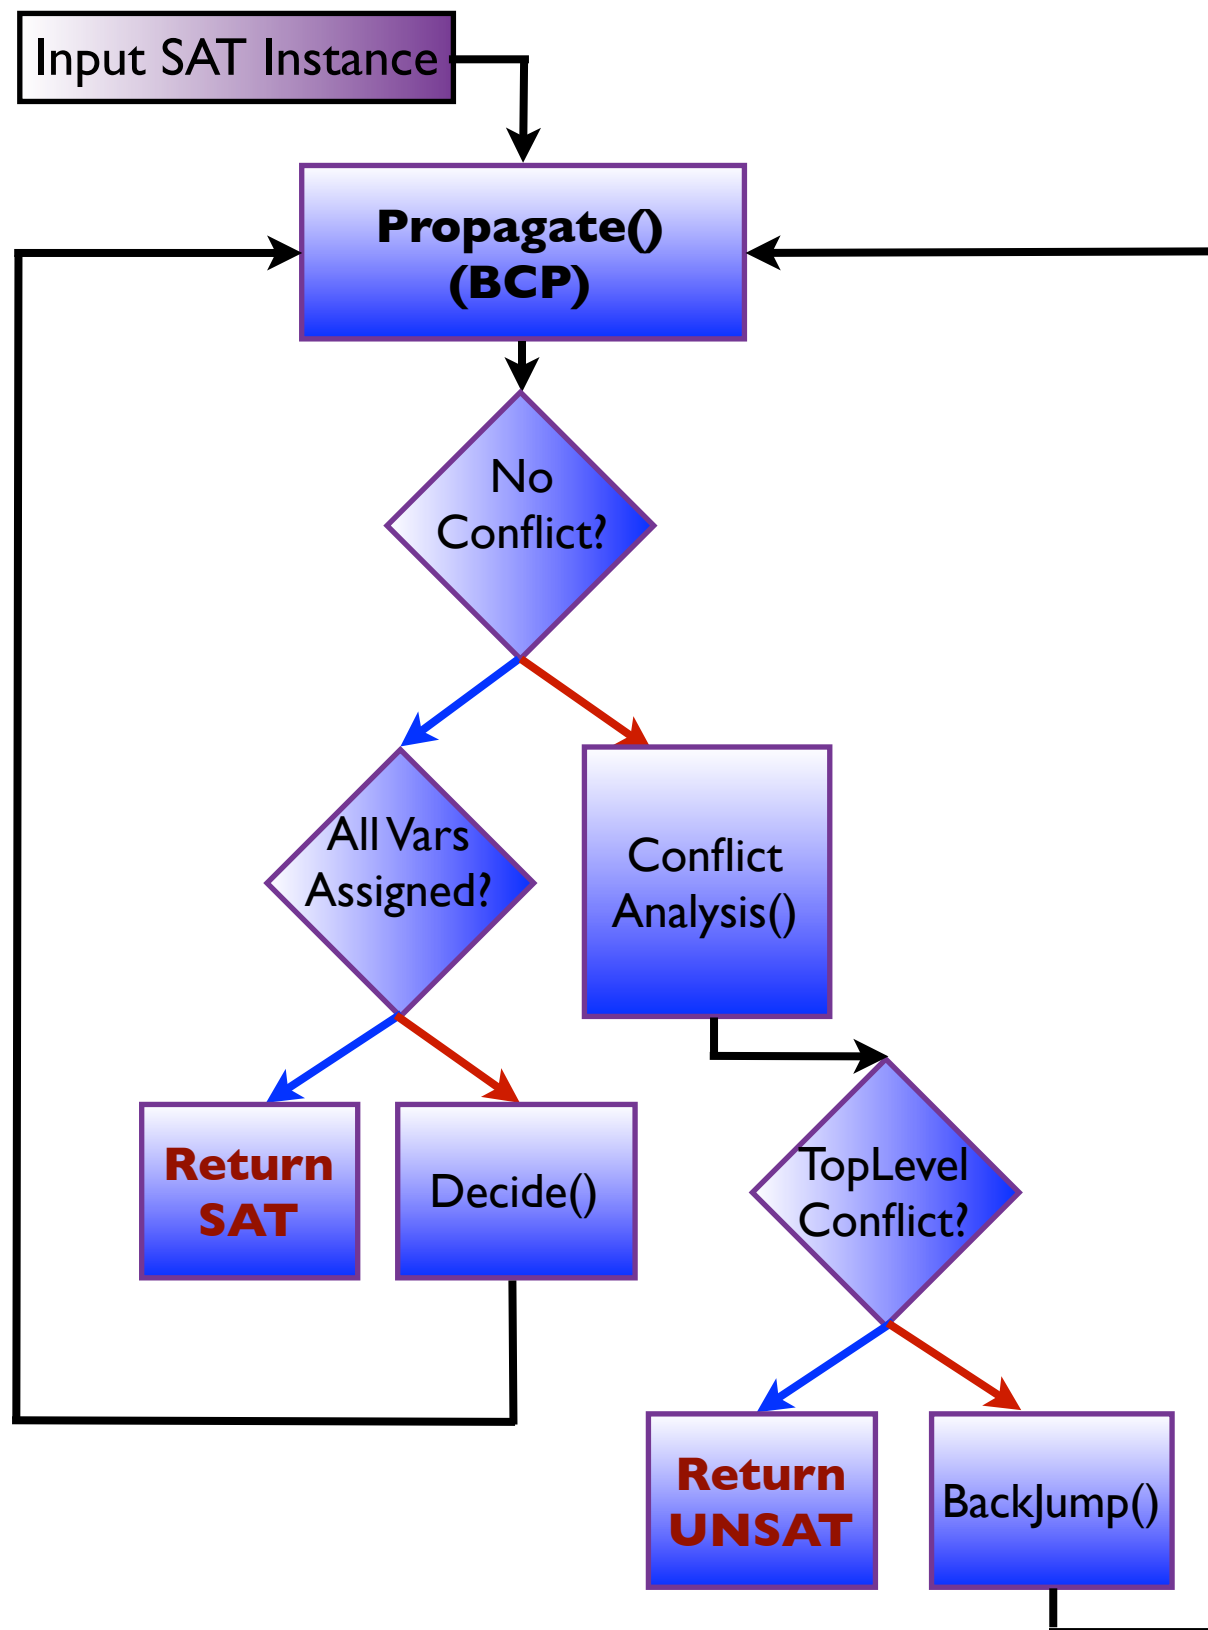 Input SAT Instance
Propagate()
(BCP)
No
Conflict?
All Vars
Assigned?
Conflict
Analysis()
Return
SAT
Decide()
TopLevel
Conflict?
Return
UNSAT
BackJump()